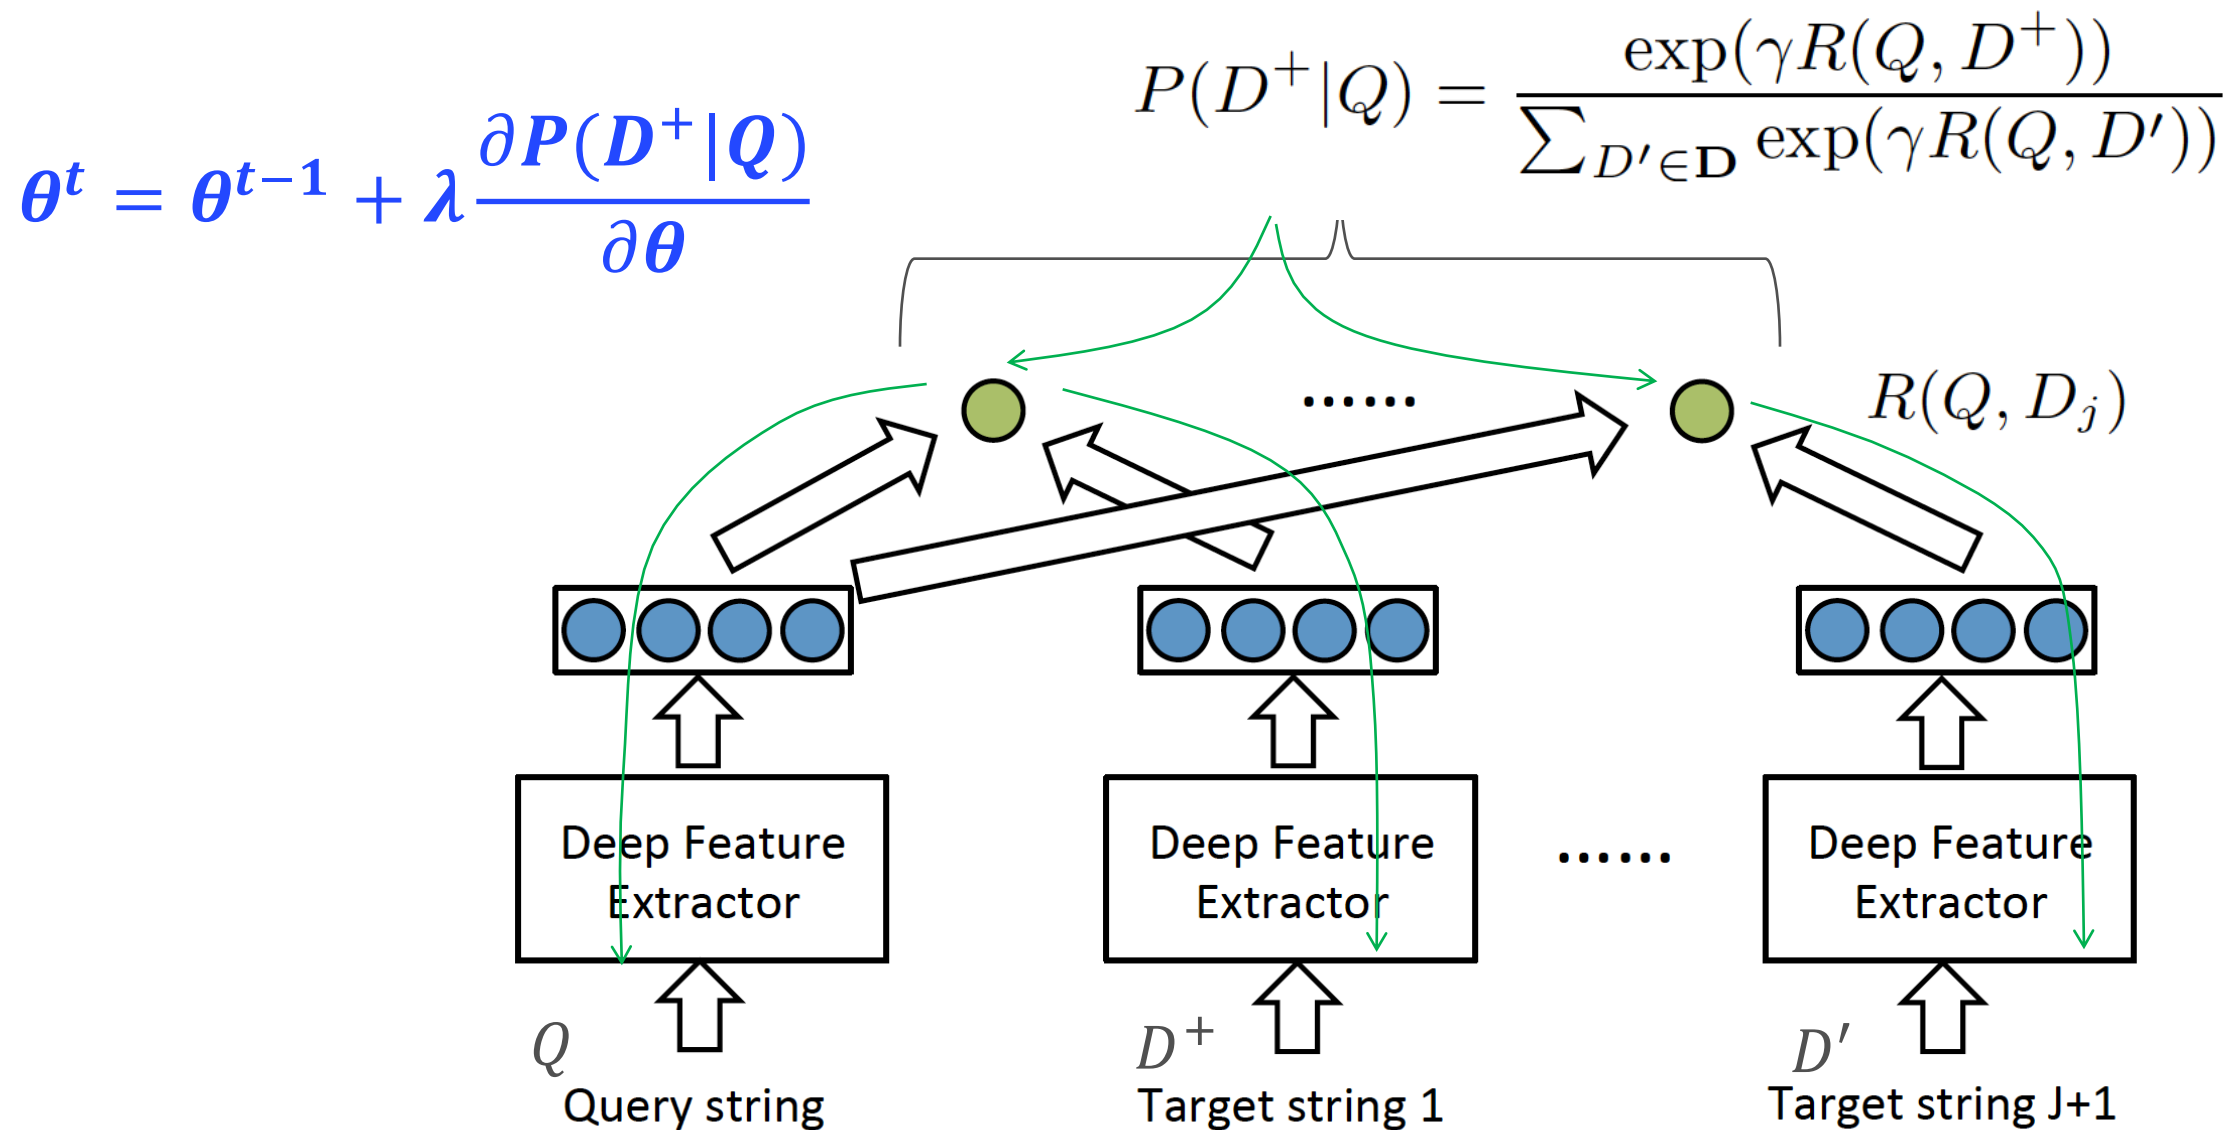 θ^t = θ^{t−1} + λ ∂P(D⁺|Q) / ∂θ
P(D⁺|Q) = exp(γR(Q, D⁺)) / ∑_{D′∈𝐃} exp(γR(Q, D′))
......
R(Q, D_j)
Deep Feature Extractor
Deep Feature Extractor
......
Deep Feature Extractor
Q
D⁺
D′
Query string
Target string 1
Target string J+1